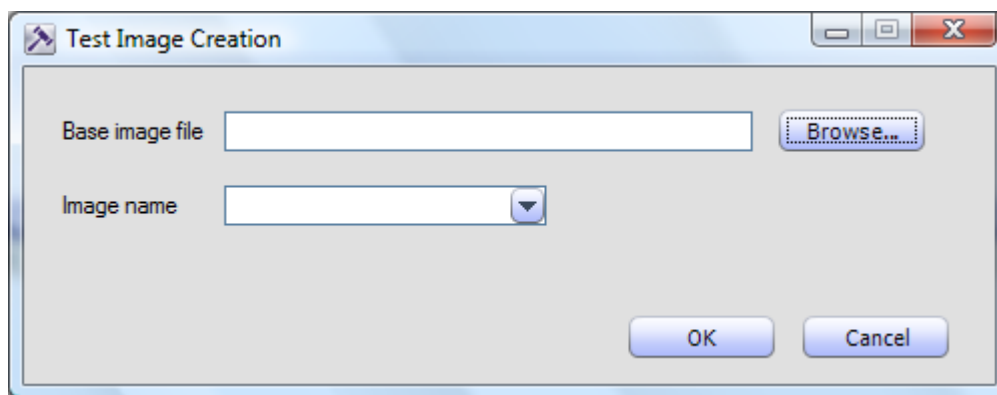 Test Image Creation
Base image file Browse...
Image name
OK Cancel